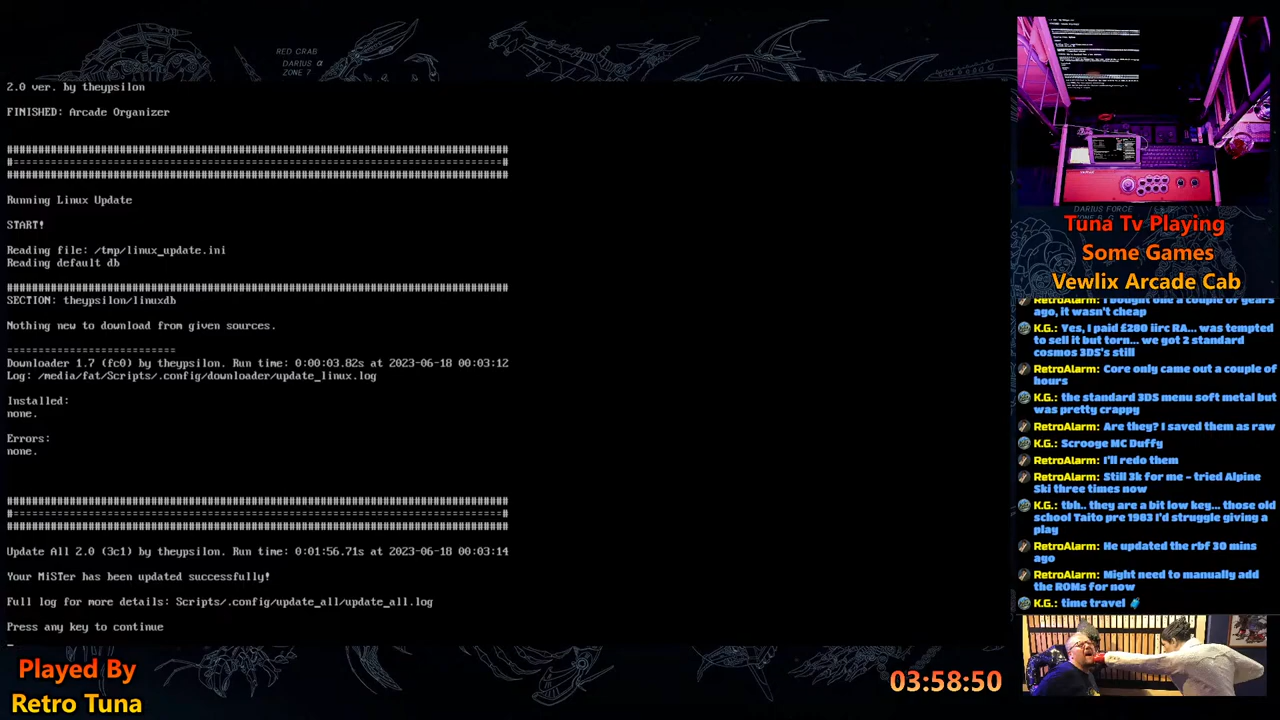 RED CRAB
DARIUS α
ZONE 7
2.0 ver. by theypsilon
FINISHED: Arcade Organizer
################################################################################
#==============================================================================#
################################################################################
Running Linux Update
START!
Reading file: /tmp/linux_update.ini
Reading default db
################################################################################
SECTION: theypsilon/linuxdb
Nothing new to download from given sources.
===========================
Downloader 1.7 (fc0) by theypsilon. Run time: 0:00:03.82s at 2023-06-18 00:03:12
Log: /media/fat/Scripts/.config/downloader/update_linux.log
Installed:
none.
Errors:
none.
################################################################################
#==============================================================================#
################################################################################
Update All 2.0 (3c1) by theypsilon. Run time: 0:01:56.71s at 2023-06-18 00:03:14
Your MiSTer has been updated successfully!
Full log for more details: Scripts/.config/update_all/update_all.log
Press any key to continue
_
Played By
Retro Tuna
03:58:50
DARIUS FORCE
Tuna Tv Playing
Some Games
Vewlix Arcade Cab
RetroAlarm: I bought one a couple of years
ago, it wasn't cheap
K.G.: Yes, I paid £280 iirc RA... was tempted
to sell it but torn... we got 2 standard
cosmos 3DS's still
RetroAlarm: Core only came out a couple of
hours
K.G.: the standard 3DS menu soft metal but
was pretty crappy
RetroAlarm: Are they? I saved them as raw
K.G.: Scrooge MC Duffy
RetroAlarm: I'll redo them
RetroAlarm: Still 3k for me - tried Alpine
Ski three times now
K.G.: tbh.. they are a bit low key... those old
school Taito pre 1983 I'd struggle giving a
play
RetroAlarm: He updated the rbf 30 mins
ago
RetroAlarm: Might need to manually add
the ROMs for now
K.G.: time travel 🧳